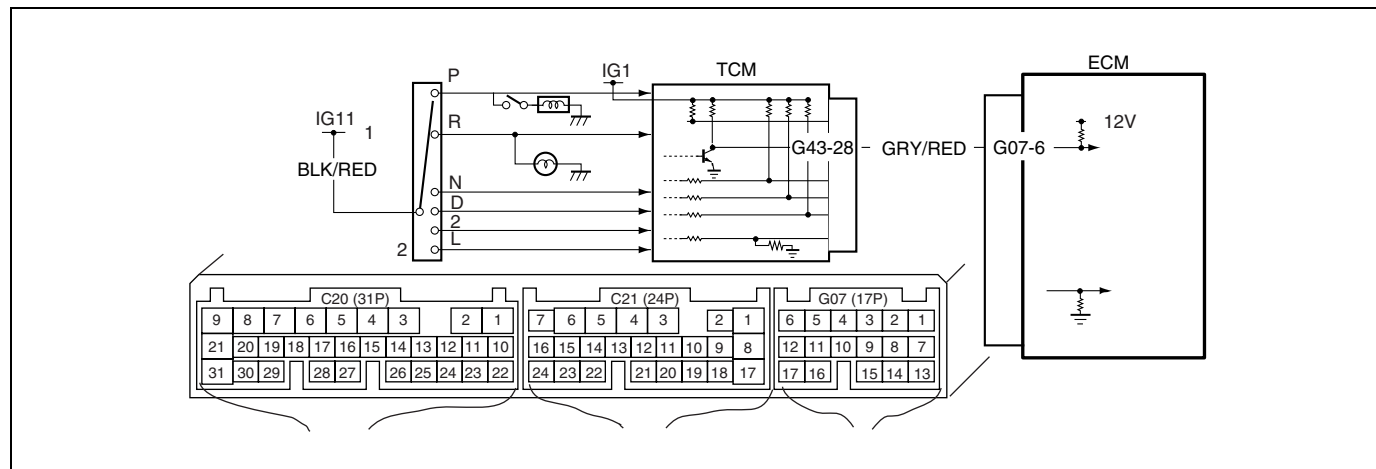 P
IG1
TCM
ECM
IG11
1
BLK/RED
R
N
D
2
L
2
G43-28
GRY/RED
G07-6
12V
C20 (31P)
9 8 7 6 5 4 3 2 1
21 20 19 18 17 16 15 14 13 12 11 10
31 30 29 28 27 26 25 24 23 22
C21 (24P)
7 6 5 4 3 2 1
16 15 14 13 12 11 10 9 8
24 23 22 21 20 19 18 17
G07 (17P)
6 5 4 3 2 1
12 11 10 9 8 7
17 16 15 14 13